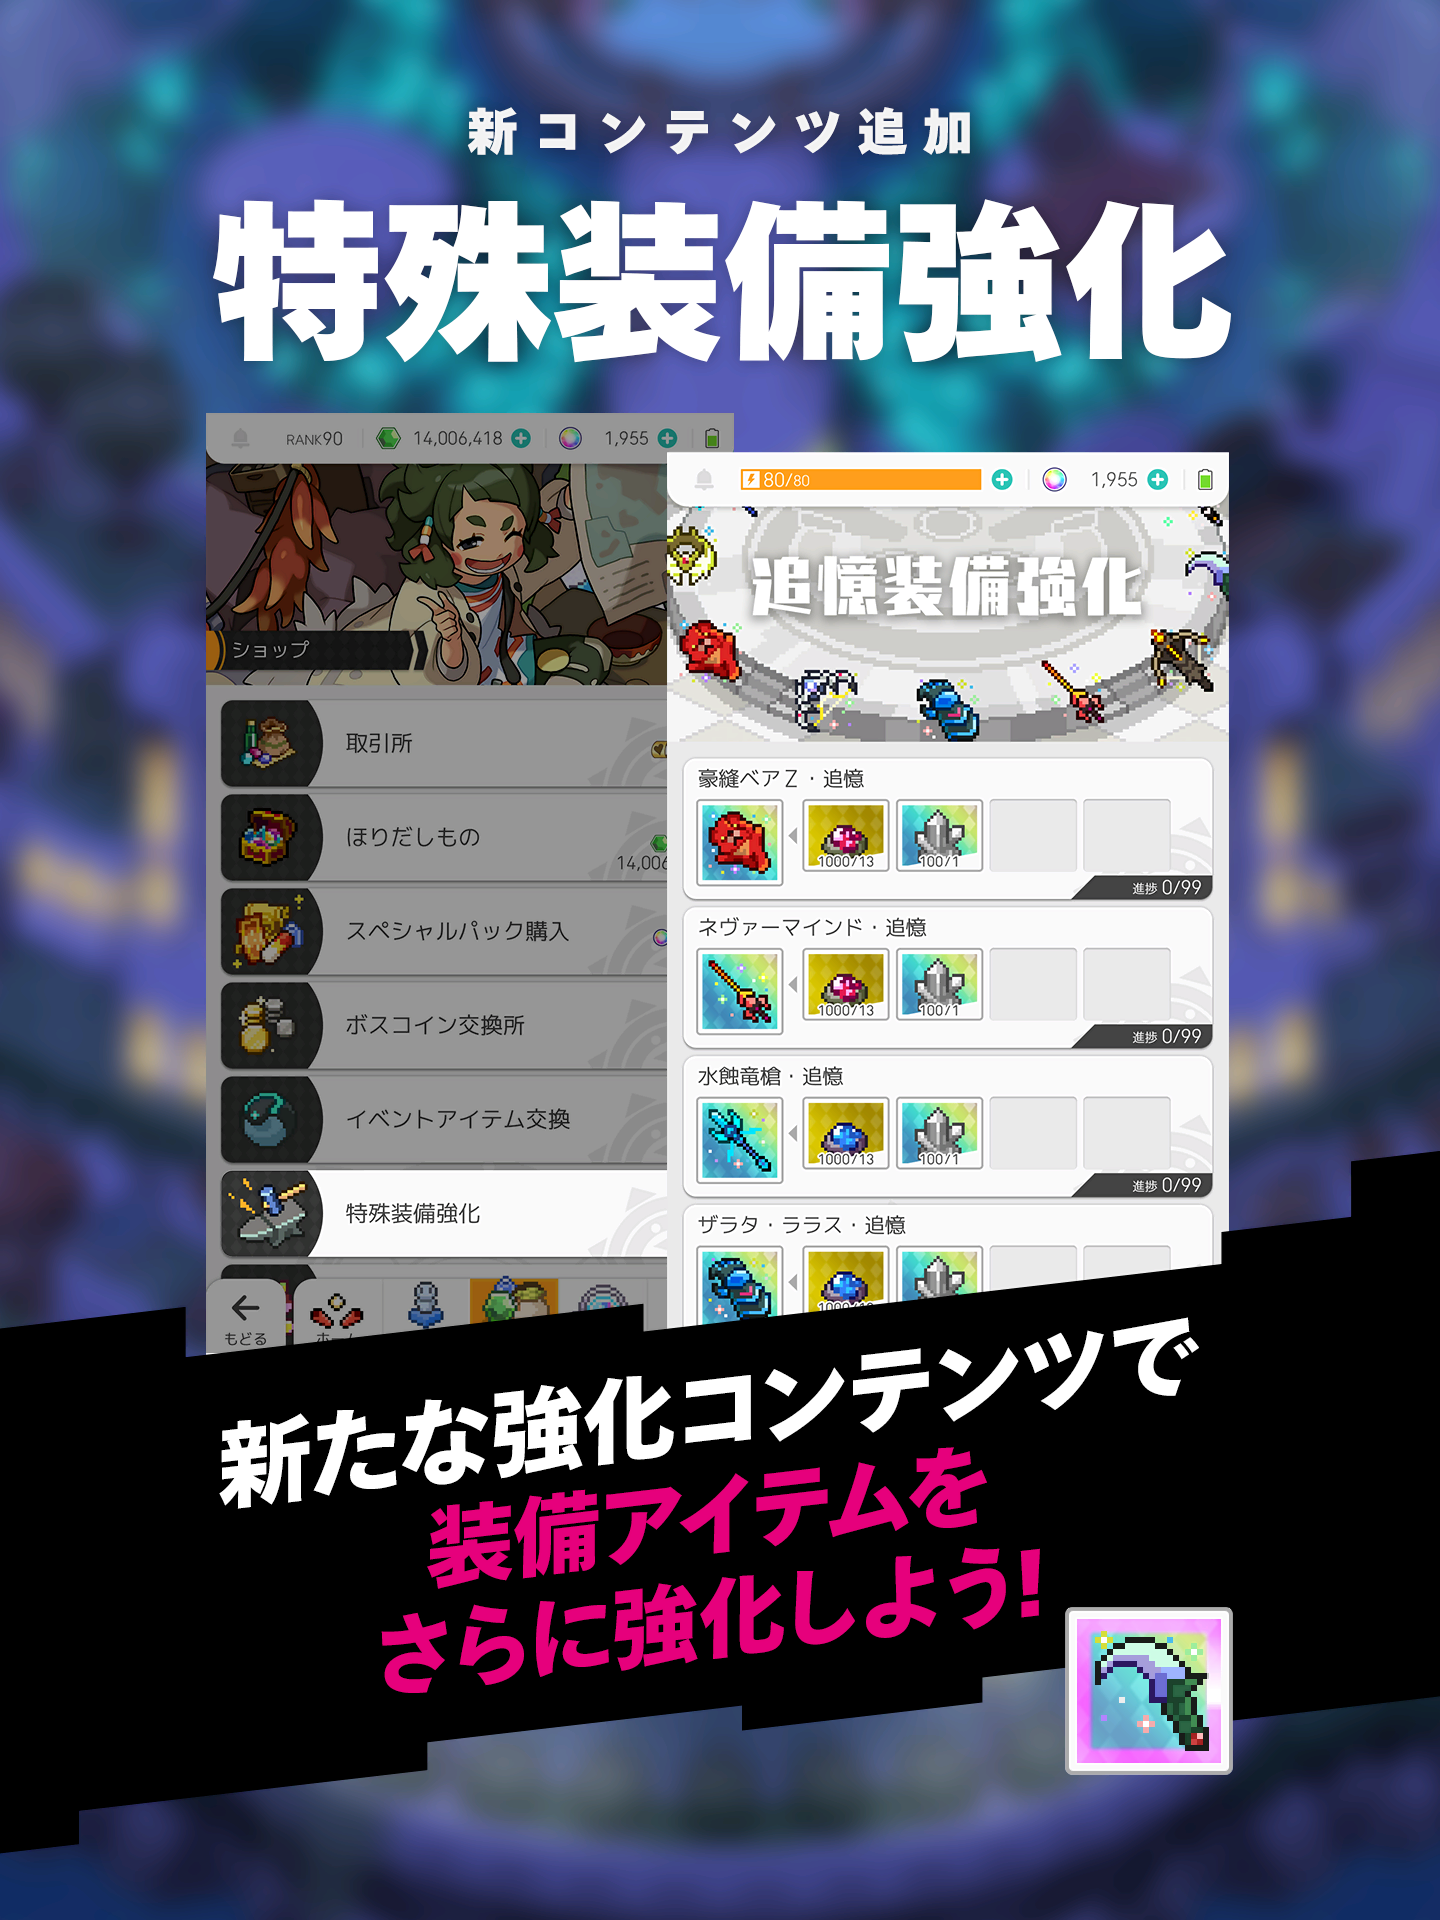 新コンテンツ追加
特殊装備強化
RANK90
14,006,418
1,955
ショップ
取引所
ほりだしもの
14,006
スペシャルパック購入
ボスコイン交換所
イベントアイテム交換
特殊装備強化
もどる
80/80
1,955
追憶装備強化
豪縫ベアZ・追憶
1000/13
100/1
進捗 0/99
ネヴァーマインド・追憶
1000/13
100/1
進捗 0/99
水蝕竜槍・追憶
1000/13
100/1
進捗 0/99
ザラタ・ララス・追憶
新たな強化コンテンツで
装備アイテムを
さらに強化しよう!